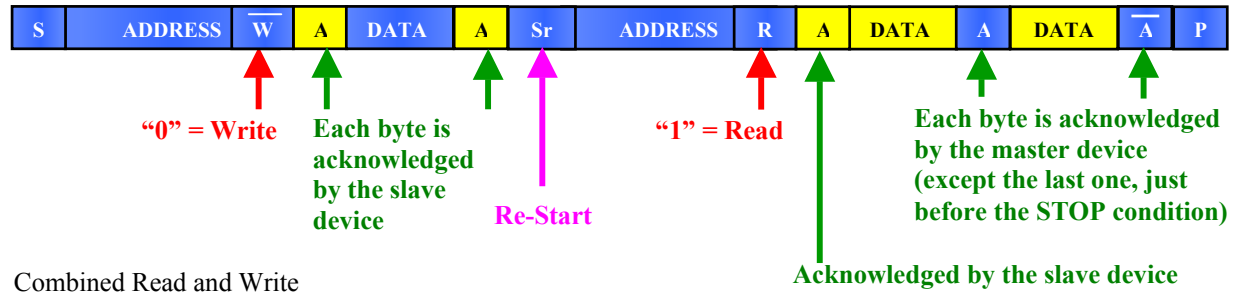 S ADDRESS W̅ A DATA A Sr ADDRESS R A DATA A DATA A̅ P
“0” = Write
Each byte is
acknowledged
by the slave
device
Re-Start
“1” = Read
Each byte is acknowledged
by the master device
(except the last one, just
before the STOP condition)
Acknowledged by the slave device
Combined Read and Write